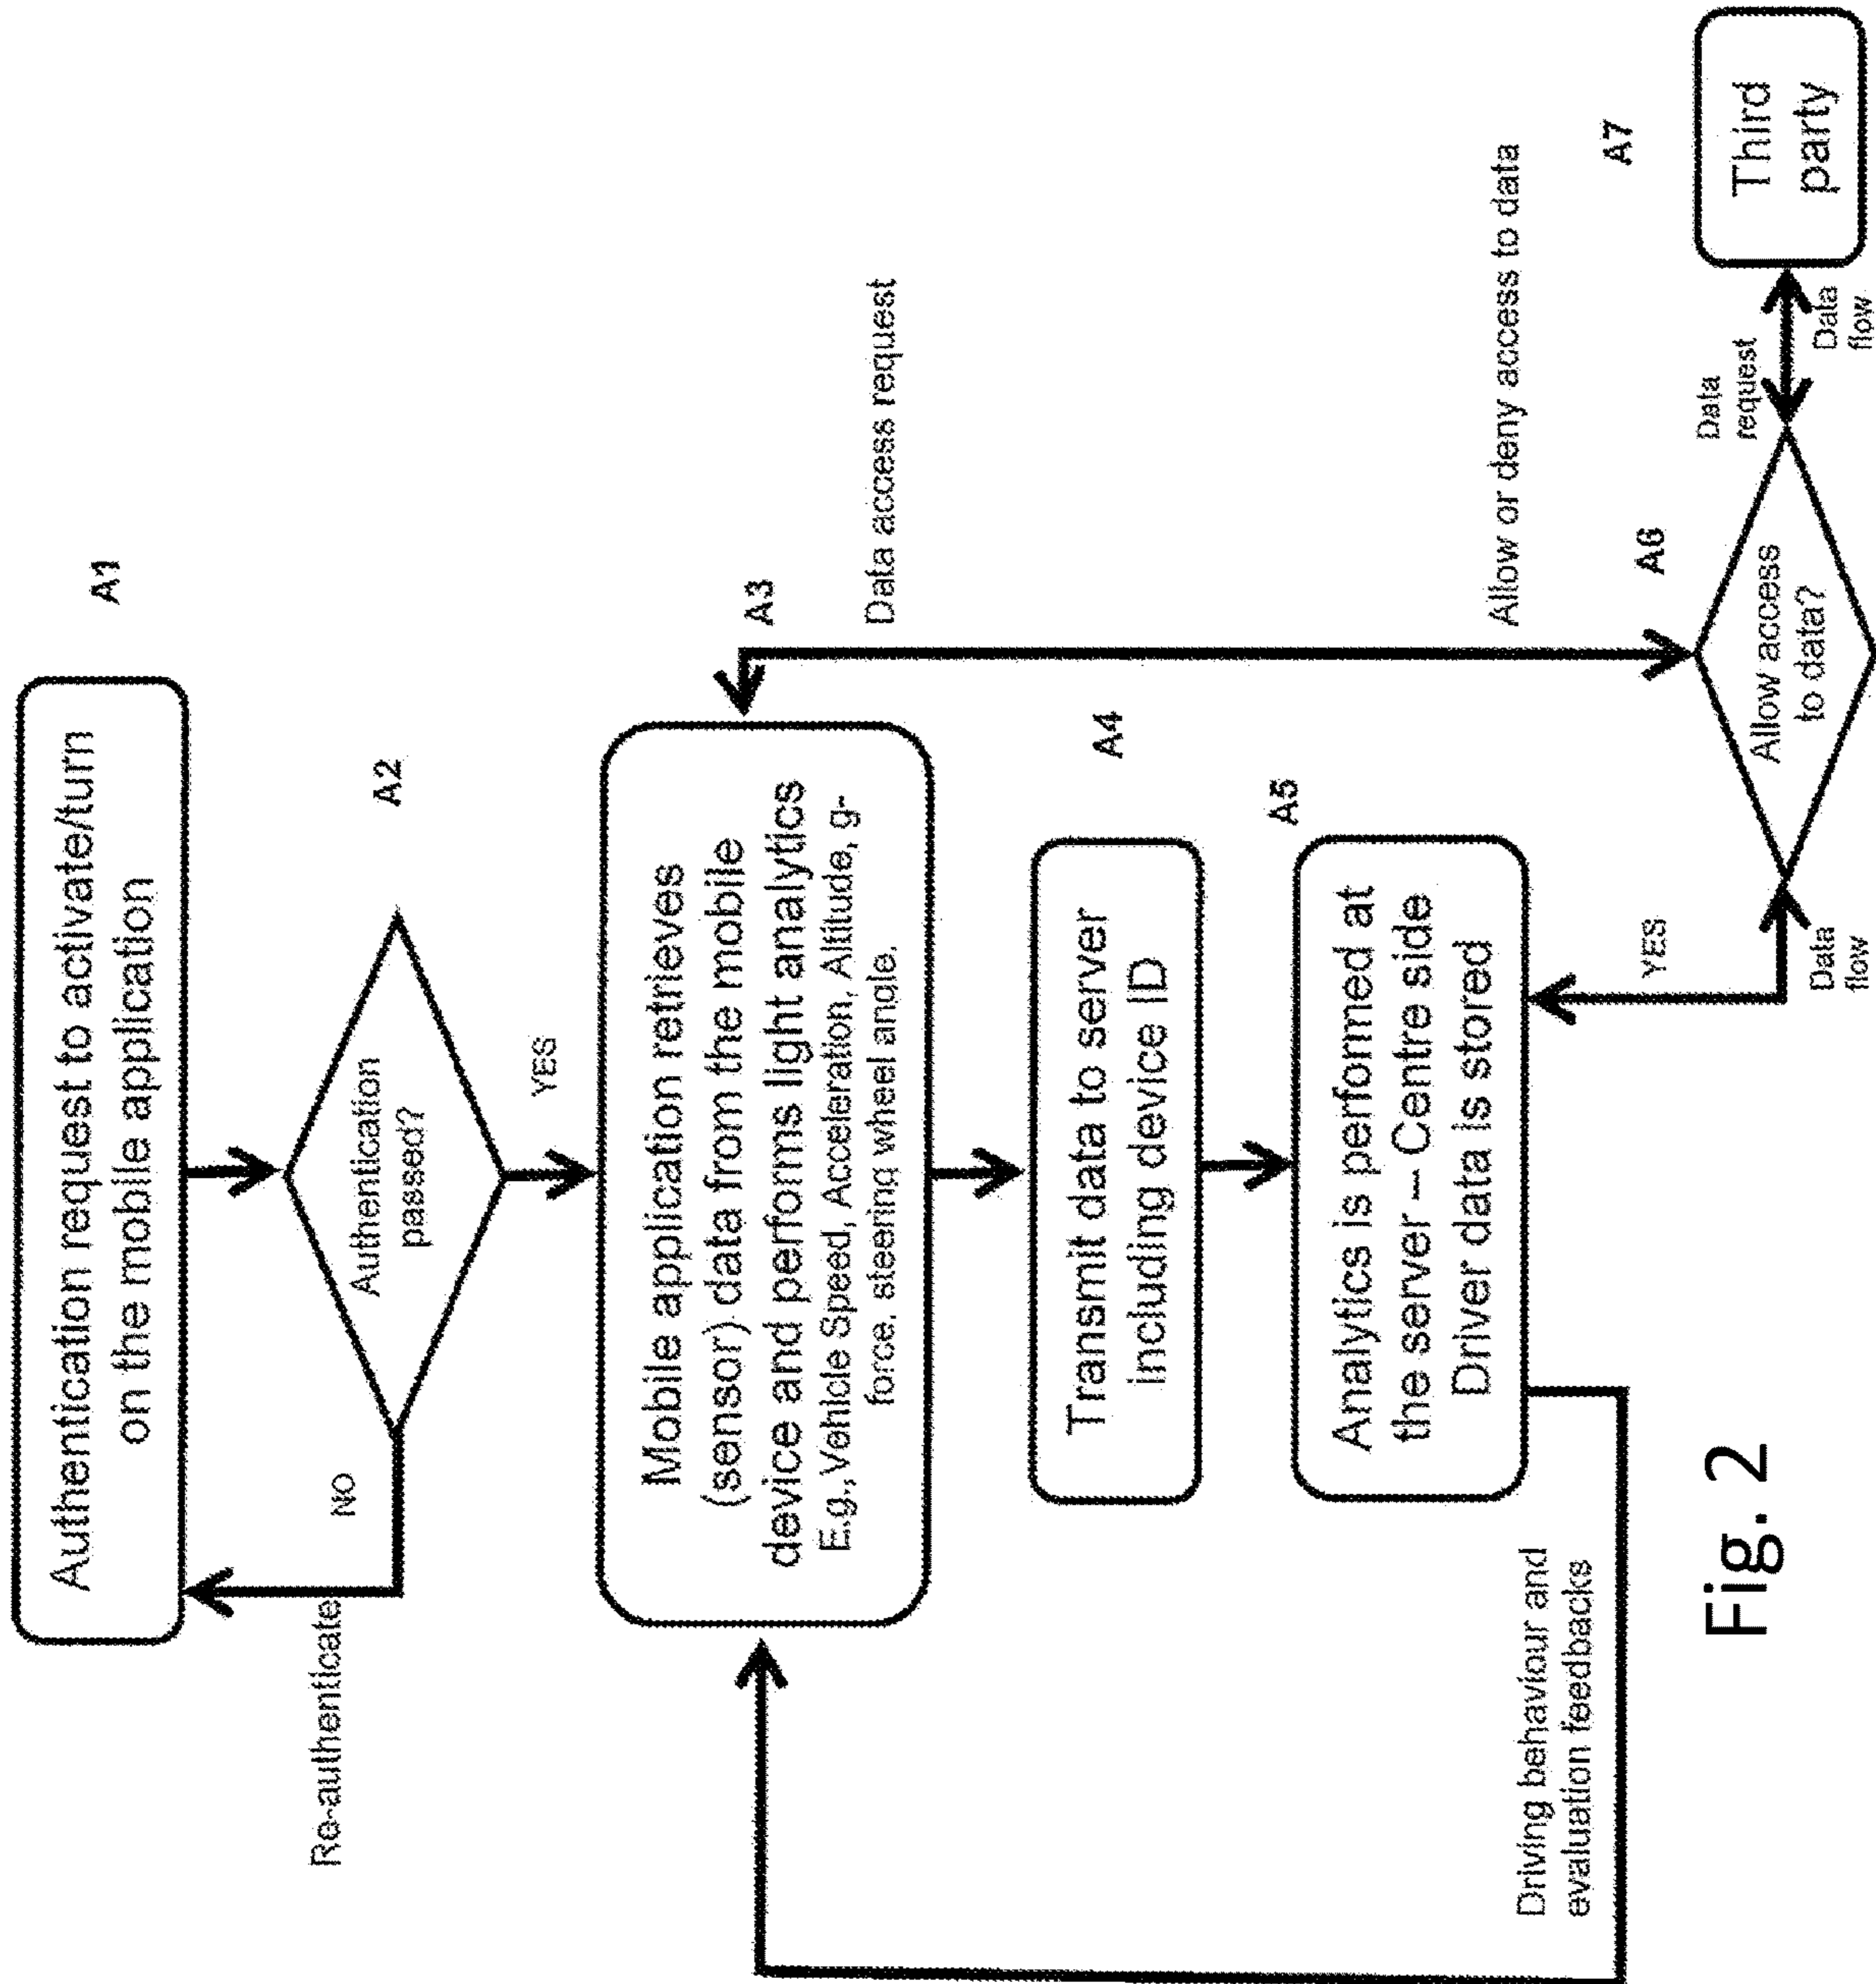 Authentication request to activate/turn
on the mobile application
A1
Re-authenticate
NO
Authentication
passed?
A2
YES
Mobile application retrieves
(sensor) data from the mobile
device and performs light analytics
E.g., Vehicle Speed, Acceleration, Altitude, g-
force, steering wheel angle.
A3
Data access request
Transmit data to server
including device ID
A4
Analytics is performed at
the server – Centre side
Driver data is stored
A5
Driving behaviour and
evaluation feedbacks
YES
Data
flow
Allow or deny access to data
Allow access
to data?
A6
Data
request
Data
flow
Third
party
A7
Fig. 2